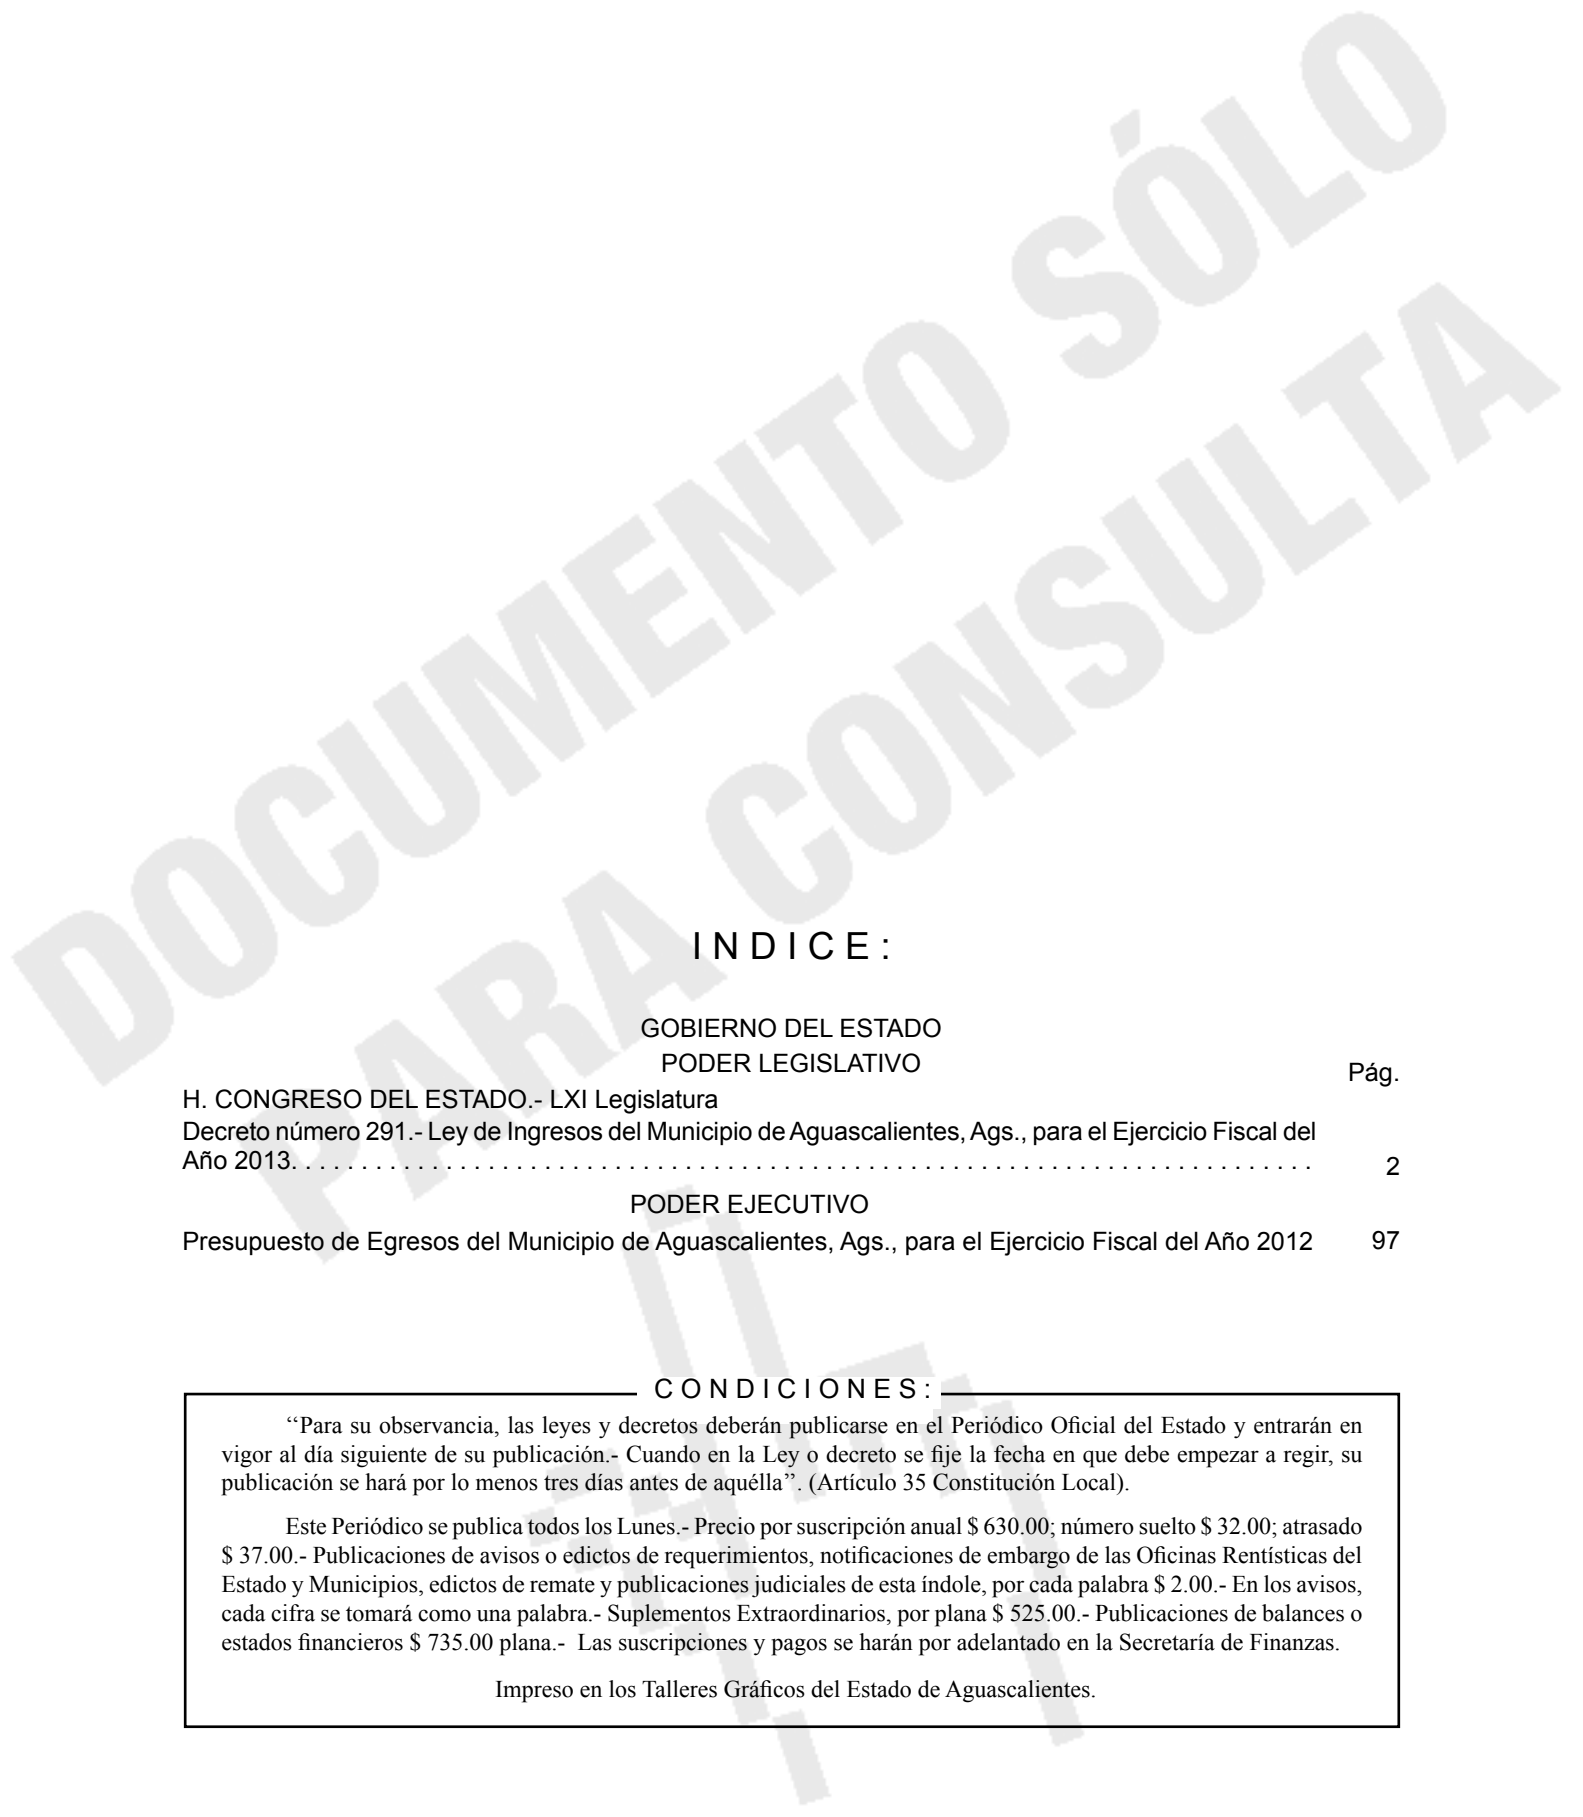 DOCUMENTO SÓLO
PARA CONSULTA
I N D I C E :
GOBIERNO DEL ESTADO
PODER LEGISLATIVO
Pág.
H. CONGRESO DEL ESTADO.- LXI Legislatura
Decreto número 291.- Ley de Ingresos del Municipio de Aguascalientes, Ags., para el Ejercicio Fiscal del
Año 2013. . . . . . . . . . . . . . . . . . . . . . . . . . . . . . . . . . . . . . . . . . . . . . . . . . . . . . . . . . . . . . . . . . . . . . . . . 2
PODER EJECUTIVO
Presupuesto de Egresos del Municipio de Aguascalientes, Ags., para el Ejercicio Fiscal del Año 2012 97
C O N D I C I O N E S :
‘‘Para su observancia, las leyes y decretos deberán publicarse en el Periódico Oficial del Estado y entrarán en
vigor al día siguiente de su publicación.- Cuando en la Ley o decreto se fije la fecha en que debe empezar a regir, su
publicación se hará por lo menos tres días antes de aquélla’’. (Artículo 35 Constitución Local).
Este Periódico se publica todos los Lunes.- Precio por suscripción anual $ 630.00; número suelto $ 32.00; atrasado
$ 37.00.- Publicaciones de avisos o edictos de requerimientos, notificaciones de embargo de las Oficinas Rentísticas del
Estado y Municipios, edictos de remate y publicaciones judiciales de esta índole, por cada palabra $ 2.00.- En los avisos,
cada cifra se tomará como una palabra.- Suplementos Extraordinarios, por plana $ 525.00.- Publicaciones de balances o
estados financieros $ 735.00 plana.- Las suscripciones y pagos se harán por adelantado en la Secretaría de Finanzas.
Impreso en los Talleres Gráficos del Estado de Aguascalientes.